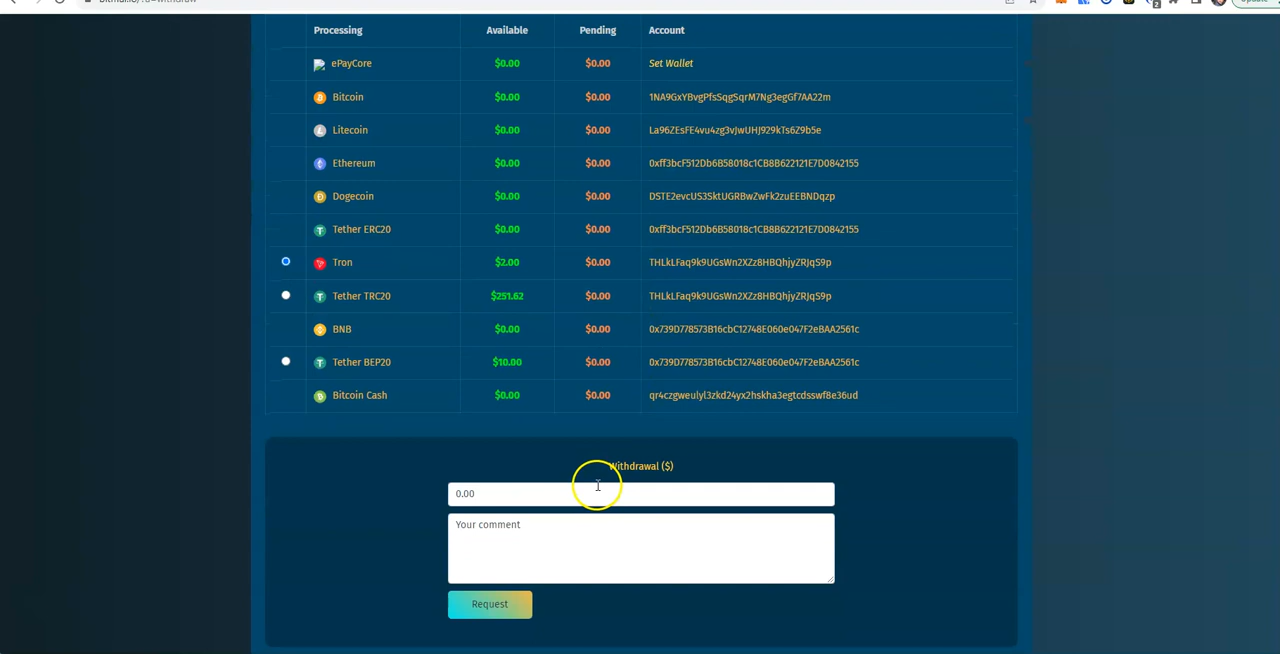 Processing Available Pending Account
ePayCore $0.00 $0.00 Set Wallet
Bitcoin $0.00 $0.00 1NA9GxYBvgPfsSqgSqrM7Ng3egGf7AA22m
Litecoin $0.00 $0.00 La96ZEsFE4vu4zg3vJwUHJ929kTs6Z9b5e
Ethereum $0.00 $0.00 0xff3bcF512Db6B58018c1CB8B622121E7D0842155
Dogecoin $0.00 $0.00 DSTE2evcUS3SktUGRBwZwFk2zuEEBNDqzp
Tether ERC20 $0.00 $0.00 0xff3bcF512Db6B58018c1CB8B622121E7D0842155
Tron $2.00 $0.00 THLkLFaq9k9UGsWn2XZz8HBQhjyZRJqS9p
Tether TRC20 $251.62 $0.00 THLkLFaq9k9UGsWn2XZz8HBQhjyZRJqS9p
BNB $0.00 $0.00 0x739D778573B16cbC12748E060e047F2eBAA2561c
Tether BEP20 $10.00 $0.00 0x739D778573B16cbC12748E060e047F2eBAA2561c
Bitcoin Cash $0.00 $0.00 qr4czgweulyl3zkd24yx2hskha3egtcdsswf8e36ud
Withdrawal ($)
0.00
Your comment
Request